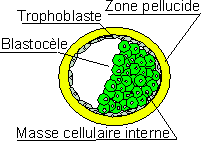 Zone pellucide
Trophoblaste
Blastocèle
Masse cellulaire interne